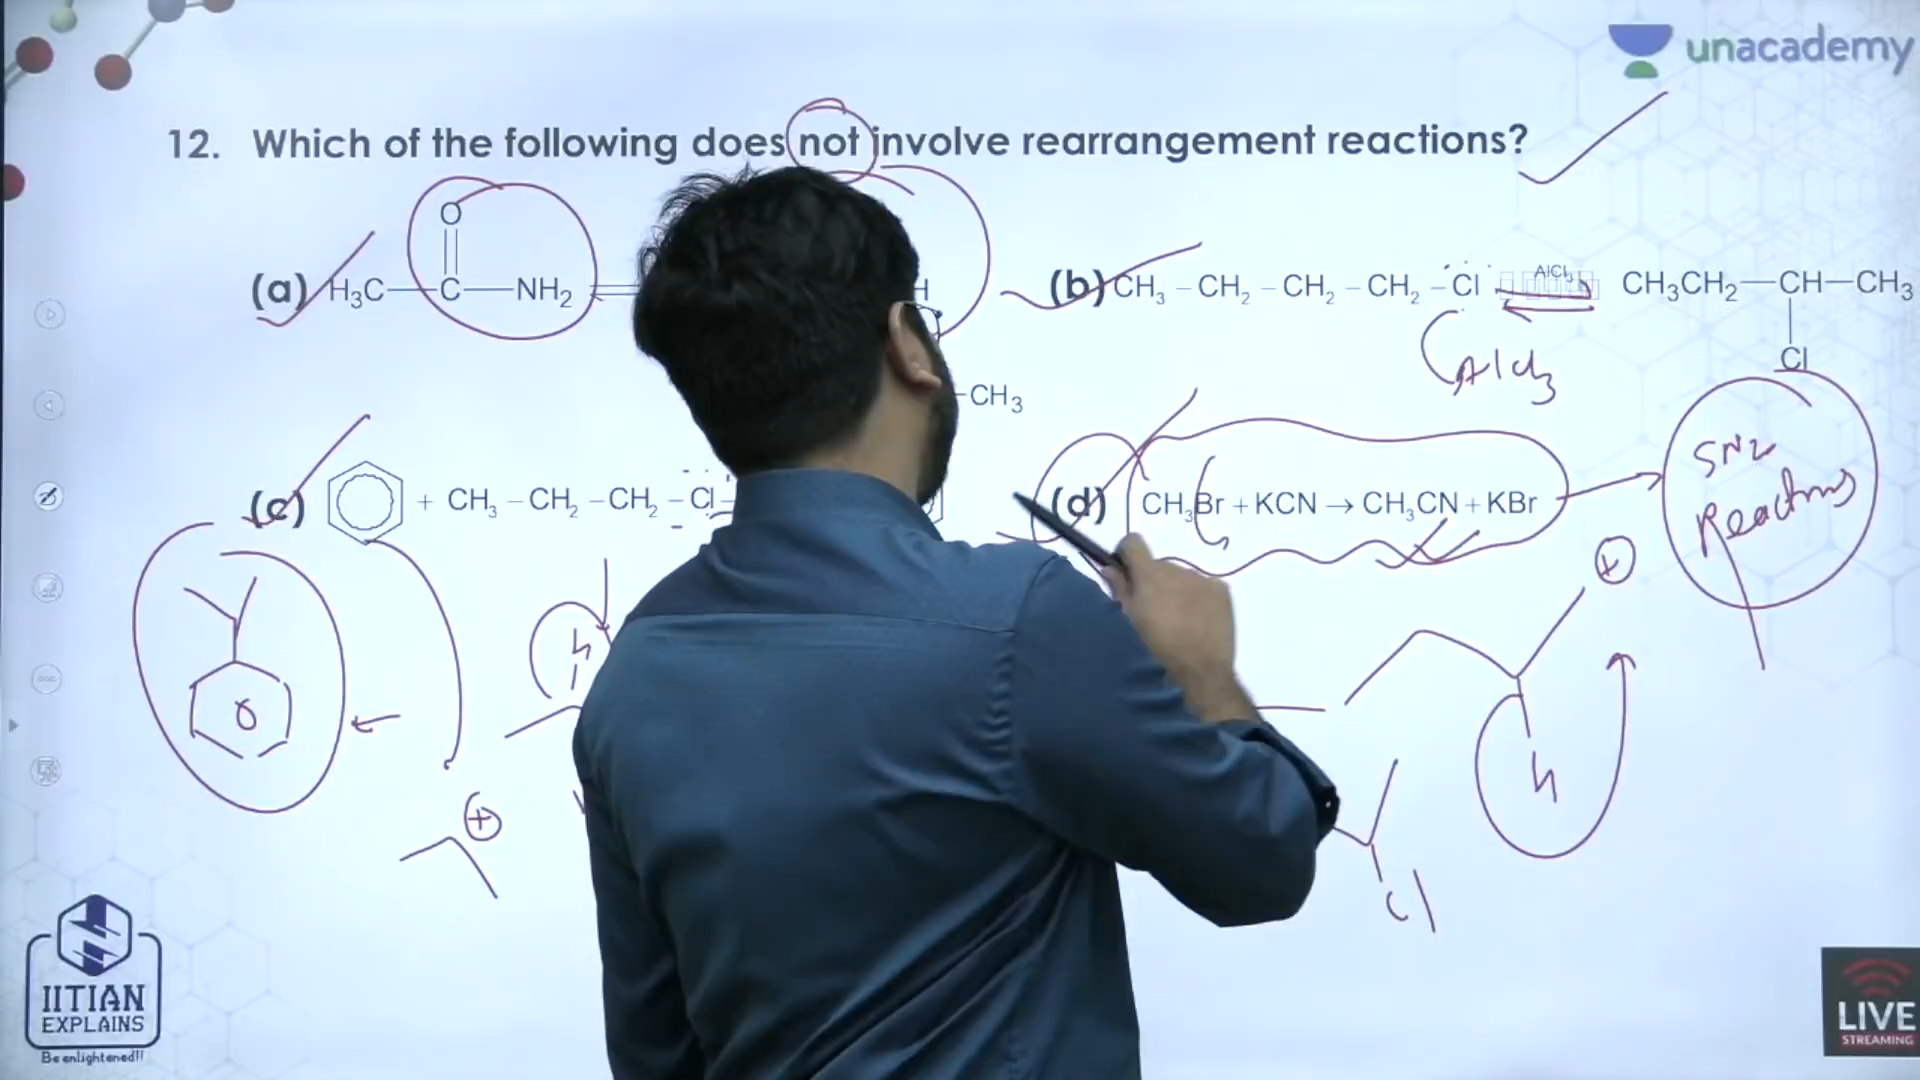 unacademy
12. Which of the following does not involve rearrangement reactions?
(a) H₃C—C—NH₂
O
H
CH₃
(b) CH₃ – CH₂ – CH₂ – CH₂ – Cl AlCl₃ CH₃CH₂—CH—CH₃
Cl
AlCl₃
(c) + CH₃ – CH₂ – CH₂ – Cl
(d) CH₃Br + KCN → CH₃CN + KBr
SN2
Reactions
+
H
H
+
Cl
IITIAN
EXPLAINS
Be enlightened!!
LIVE
STREAMING